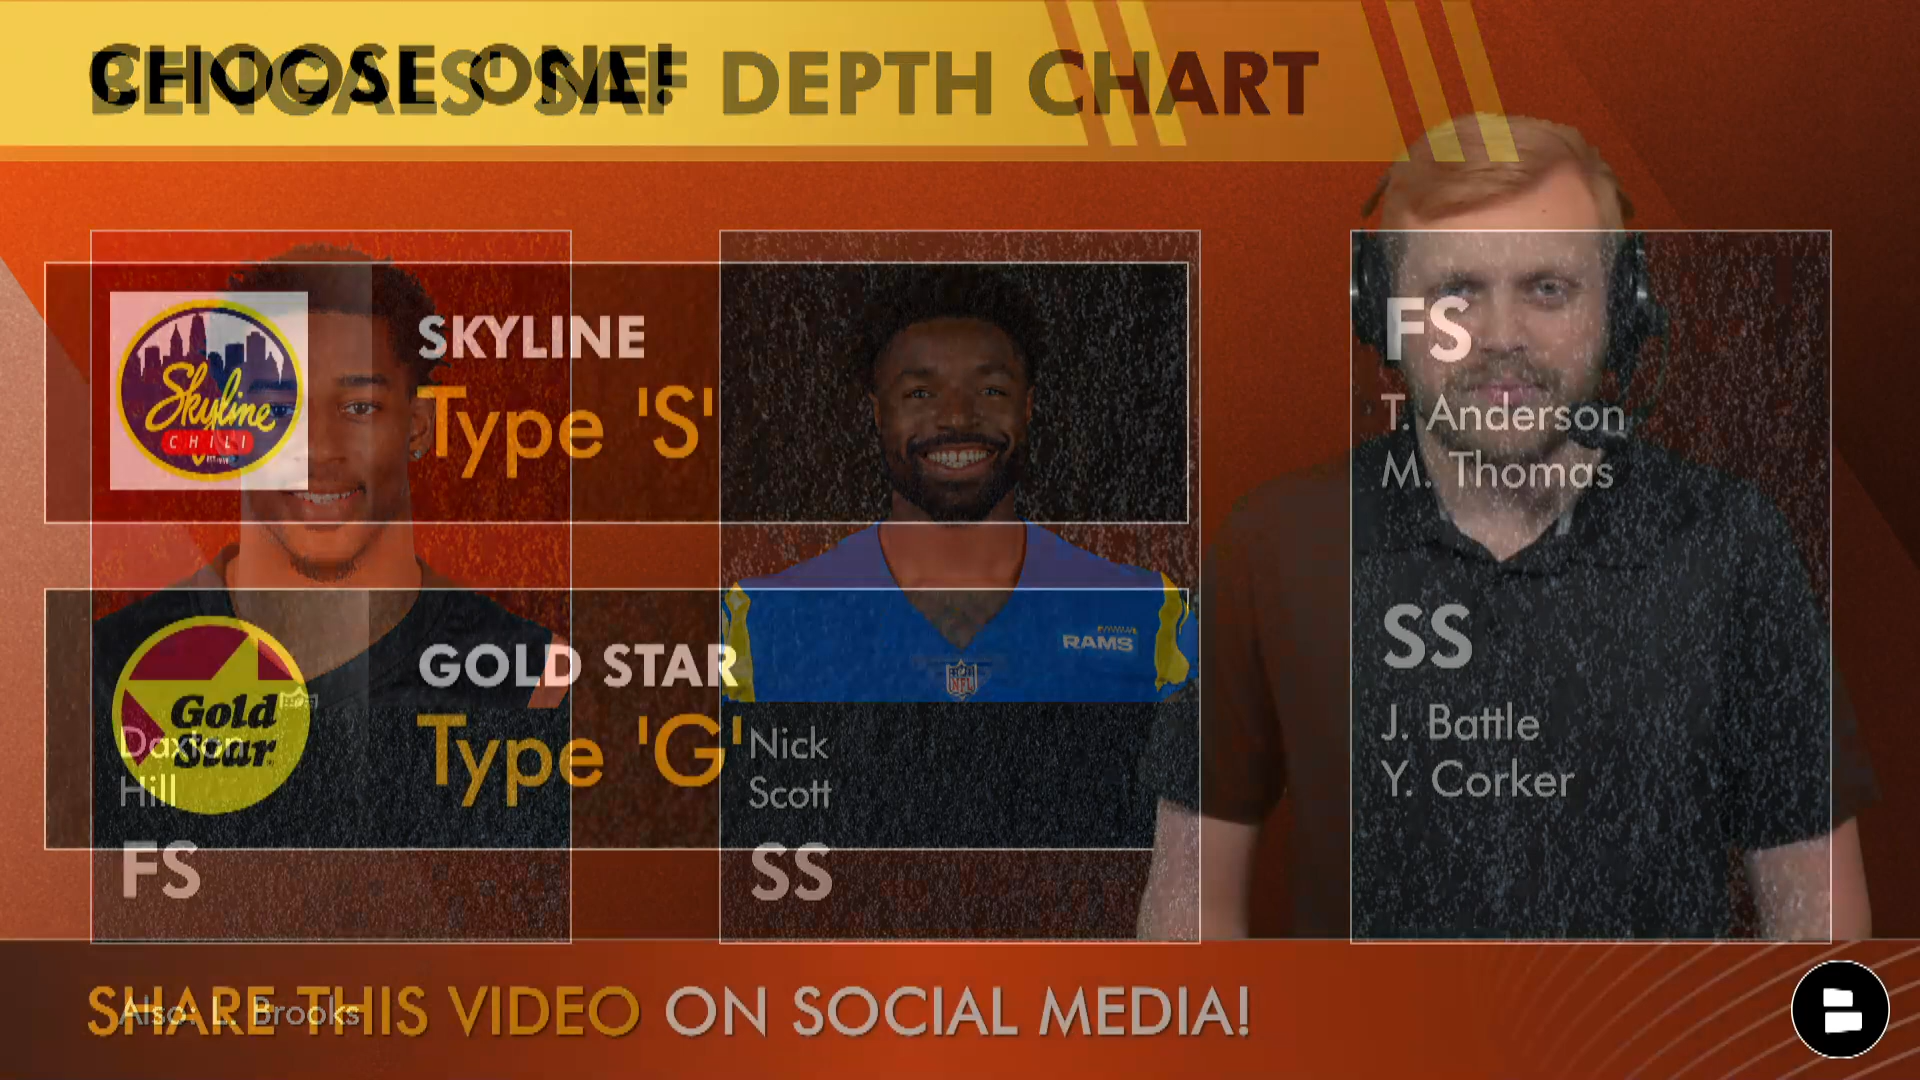 CHOOSE ONE!
BENGALS' SAF DEPTH CHART
SKYLINE
Type 'S'
Skyline
CHILI
GOLD STAR
Type 'G'
Gold
Star
Daxton
Hill
FS
RAMS
NFL
Nick
Scott
SS
FS
T. Anderson
M. Thomas
SS
J. Battle
Y. Corker
SHARE THIS VIDEO ON SOCIAL MEDIA!
Also: L. Brooks